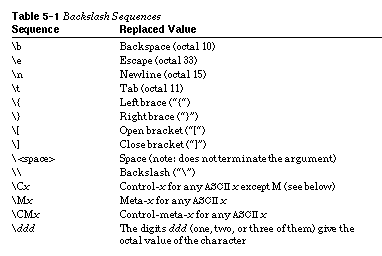 Table 5-1 Backslash Sequences
Sequence Replaced Value
\b Backspace (octal 10)
\e Escape (octal 33)
\n Newline (octal 15)
\t Tab (octal 11)
\{ Left brace (“{”)
\} Right brace (“}”)
\[ Open bracket (“[”)
\] Close bracket (“]”)
\<space> Space (note: does not terminate the argument)
\\ Backslash (“\”)
\Cx Control-x for any ASCII x except M (see below)
\Mx Meta-x for any ASCII x
\CMx Control-meta-x for any ASCII x
\ddd The digits ddd (one, two, or three of them) give the
octal value of the character